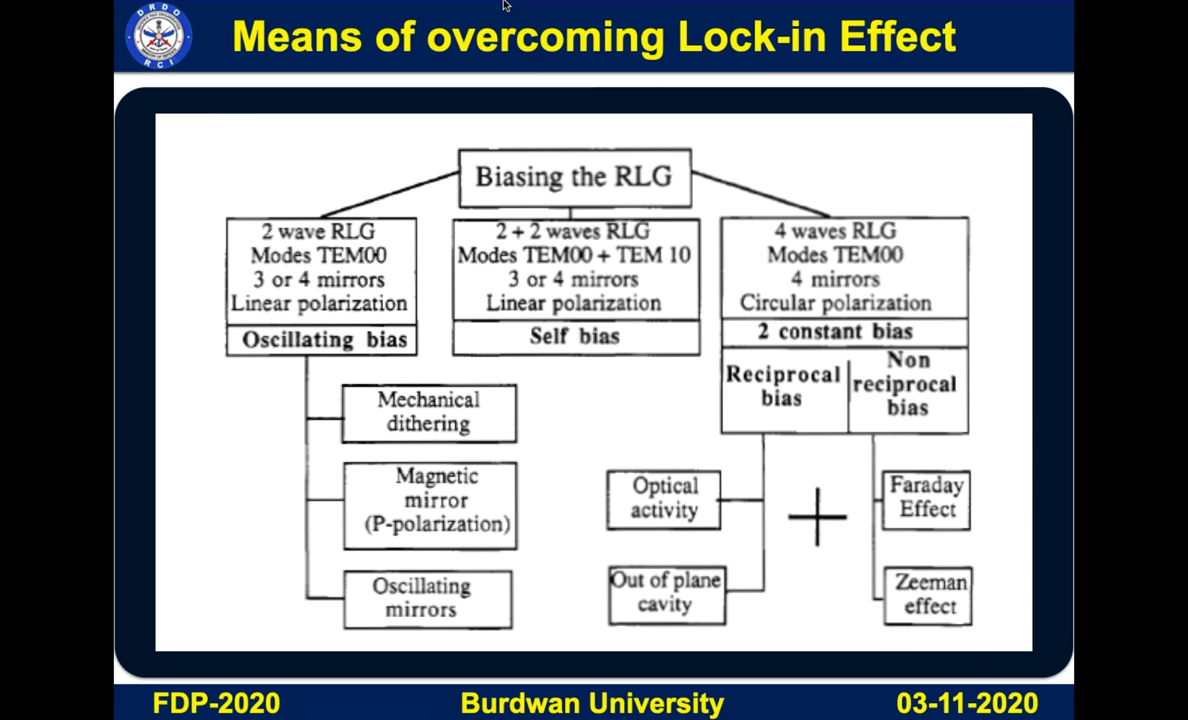 DRDO
RCI
Means of overcoming Lock-in Effect
Biasing the RLG
2 wave RLG
Modes TEM00
3 or 4 mirrors
Linear polarization
Oscillating bias
Mechanical
dithering
Magnetic
mirror
(P-polarization)
Oscillating
mirrors
2 + 2 waves RLG
Modes TEM00 + TEM 10
3 or 4 mirrors
Linear polarization
Self bias
4 waves RLG
Modes TEM00
4 mirrors
Circular polarization
2 constant bias
Reciprocal
bias
Non
reciprocal
bias
Optical
activity
Out of plane
cavity
+
Faraday
Effect
Zeeman
effect
FDP-2020
Burdwan University
03-11-2020